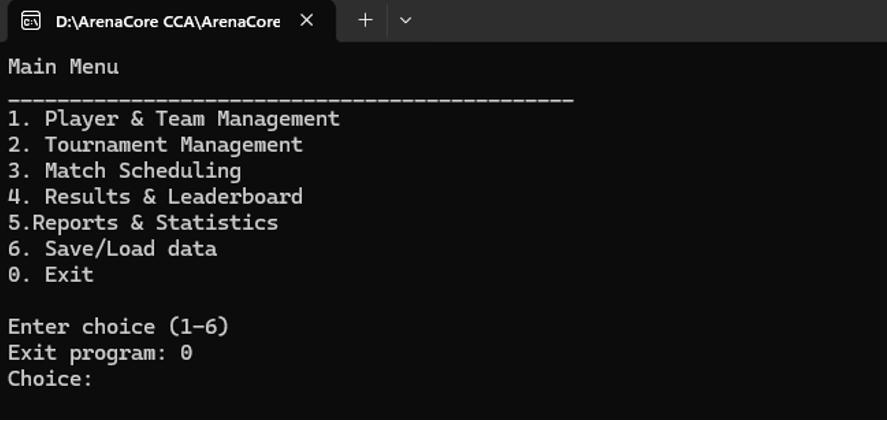 D:\ArenaCore CCA\ArenaCore
Main Menu
______________________________________________
1. Player & Team Management
2. Tournament Management
3. Match Scheduling
4. Results & Leaderboard
5.Reports & Statistics
6. Save/Load data
0. Exit
Enter choice (1-6)
Exit program: 0
Choice: